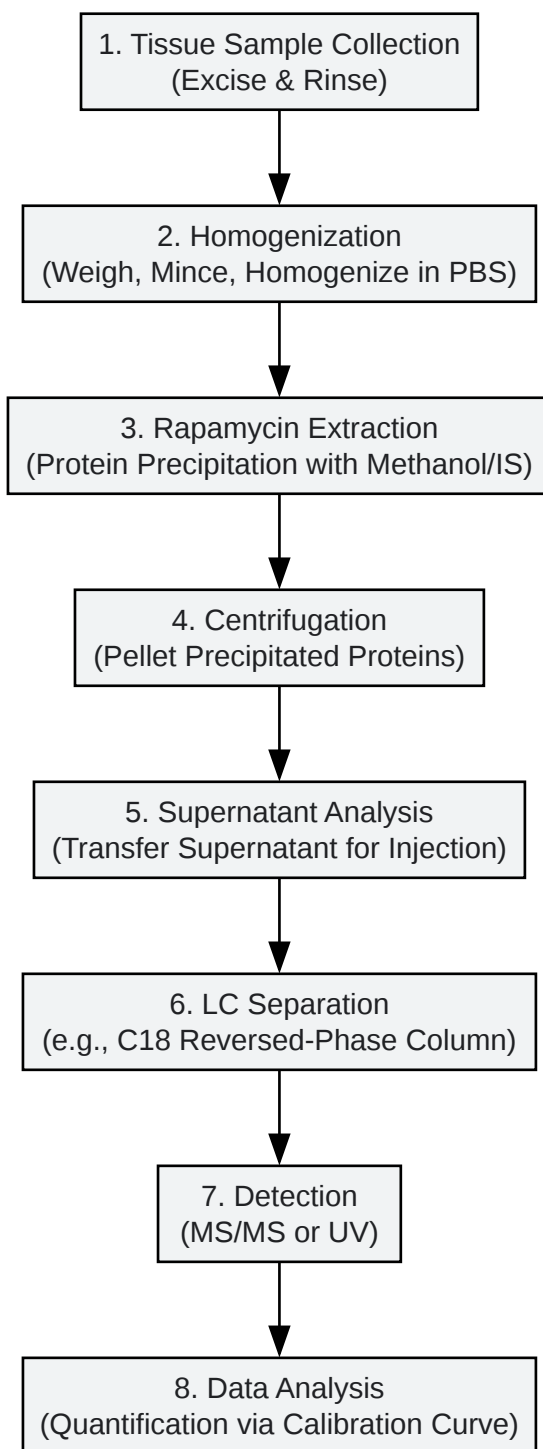 1. Tissue Sample Collection
(Excise & Rinse)
2. Homogenization
(Weigh, Mince, Homogenize in PBS)
3. Rapamycin Extraction
(Protein Precipitation with Methanol/IS)
4. Centrifugation
(Pellet Precipitated Proteins)
5. Supernatant Analysis
(Transfer Supernatant for Injection)
6. LC Separation
(e.g., C18 Reversed-Phase Column)
7. Detection
(MS/MS or UV)
8. Data Analysis
(Quantification via Calibration Curve)